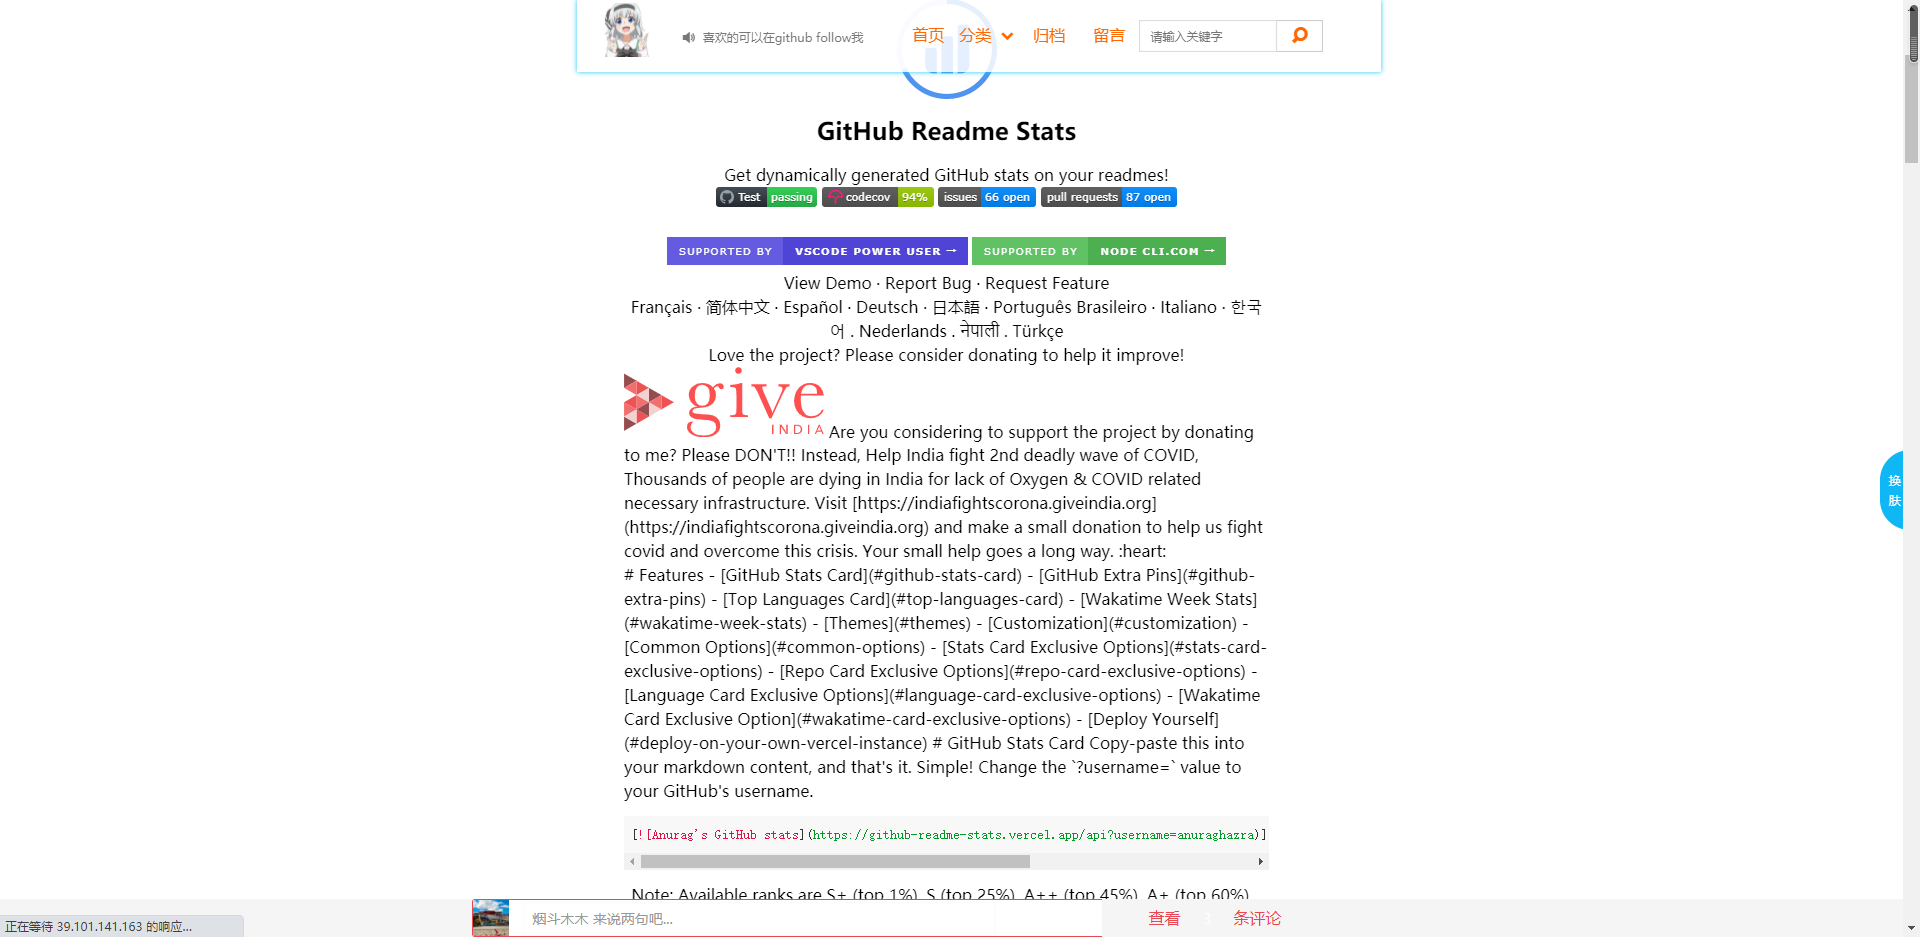 喜欢的可以在github follow我
首页 分类 归档 留言 请输入关键字
GitHub Readme Stats
Get dynamically generated GitHub stats on your readmes!
Test passing codecov 94% issues 66 open pull requests 87 open
SUPPORTED BY VSCODE POWER USER → SUPPORTED BY NODE CLI.COM →
View Demo · Report Bug · Request Feature
Français · 简体中文 · Español · Deutsch · 日本語 · Português Brasileiro · Italiano · 한국
어 . Nederlands . नेपाली . Türkçe
Love the project? Please consider donating to help it improve!
give
INDIA Are you considering to support the project by donating
to me? Please DON'T!! Instead, Help India fight 2nd deadly wave of COVID,
Thousands of people are dying in India for lack of Oxygen & COVID related
necessary infrastructure. Visit [https://indiafightscorona.giveindia.org]
(https://indiafightscorona.giveindia.org) and make a small donation to help us fight
covid and overcome this crisis. Your small help goes a long way. :heart:
# Features - [GitHub Stats Card](#github-stats-card) - [GitHub Extra Pins](#github-
extra-pins) - [Top Languages Card](#top-languages-card) - [Wakatime Week Stats]
(#wakatime-week-stats) - [Themes](#themes) - [Customization](#customization) -
[Common Options](#common-options) - [Stats Card Exclusive Options](#stats-card-
exclusive-options) - [Repo Card Exclusive Options](#repo-card-exclusive-options) -
[Language Card Exclusive Options](#language-card-exclusive-options) - [Wakatime
Card Exclusive Option](#wakatime-card-exclusive-options) - [Deploy Yourself]
(#deploy-on-your-own-vercel-instance) # GitHub Stats Card Copy-paste this into
your markdown content, and that's it. Simple! Change the `?username=` value to
your GitHub's username.
[![Anurag's GitHub stats](https://github-readme-stats.vercel.app/api?username=anuraghazra)]
Note: Available ranks are S+ (top 1%), S (top 25%), A++ (top 45%), A+ (top 60%)
换
肤
烟斗木木 来说两句吧...
查看 条评论
正在等待 39.101.141.163 的响应...